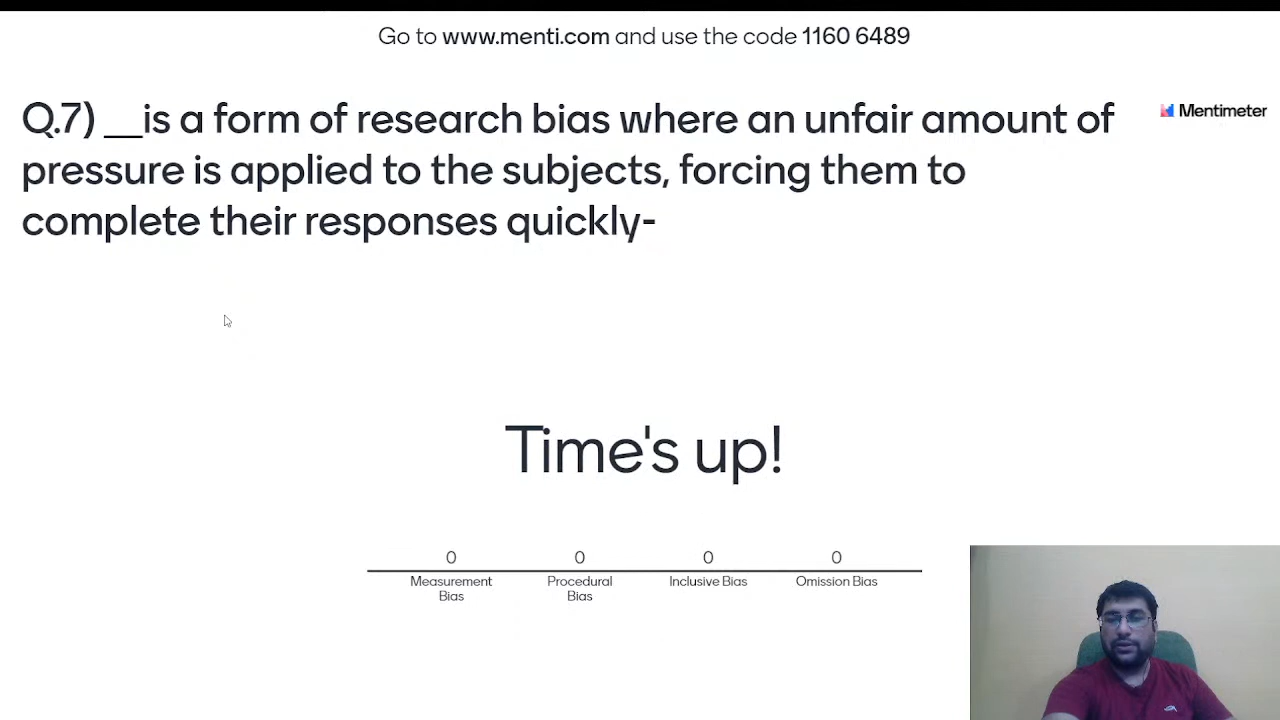 Go to www.menti.com and use the code 1160 6489
Q.7) __is a form of research bias where an unfair amount of
Mentimeter
pressure is applied to the subjects, forcing them to
complete their responses quickly-
Time's up!
0 0 0 0
Measurement Procedural Inclusive Bias Omission Bias
Bias Bias